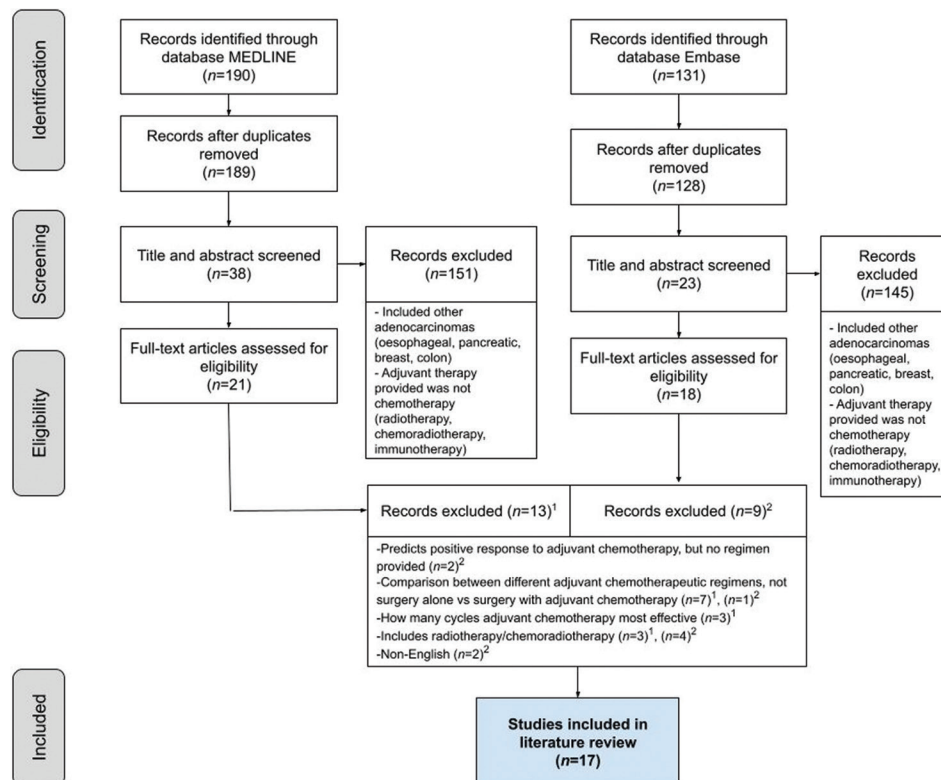 Identification
Records identified through
database MEDLINE
(n=190)
Records identified through
database Embase
(n=131)
Records after duplicates
removed
(n=189)
Records after duplicates
removed
(n=128)
Screening
Title and abstract screened
(n=38)
Records excluded
(n=151)
- Included other
adenocarcinomas
(oesophageal, pancreatic,
breast, colon)
- Adjuvant therapy
provided was not
chemotherapy
(radiotherapy,
chemoradiotherapy,
immunotherapy)
Title and abstract screened
(n=23)
Records
excluded
(n=145)
- Included other
adenocarcinomas
(oesophageal,
pancreatic, breast,
colon)
- Adjuvant therapy
provided was not
chemotherapy
(radiotherapy,
chemoradiotherapy,
immunotherapy)
Eligibility
Full-text articles assessed for
eligibility
(n=21)
Full-text articles assessed for
eligibility
(n=18)
Records excluded (n=13)¹
Records excluded (n=9)²
-Predicts positive response to adjuvant chemotherapy, but no regimen
provided (n=2)²
-Comparison between different adjuvant chemotherapeutic regimens, not
surgery alone vs surgery with adjuvant chemotherapy (n=7)¹, (n=1)²
-How many cycles adjuvant chemotherapy most effective (n=3)¹
-Includes radiotherapy/chemoradiotherapy (n=3)¹, (n=4)²
-Non-English (n=2)²
Included
Studies included in
literature review
(n=17)